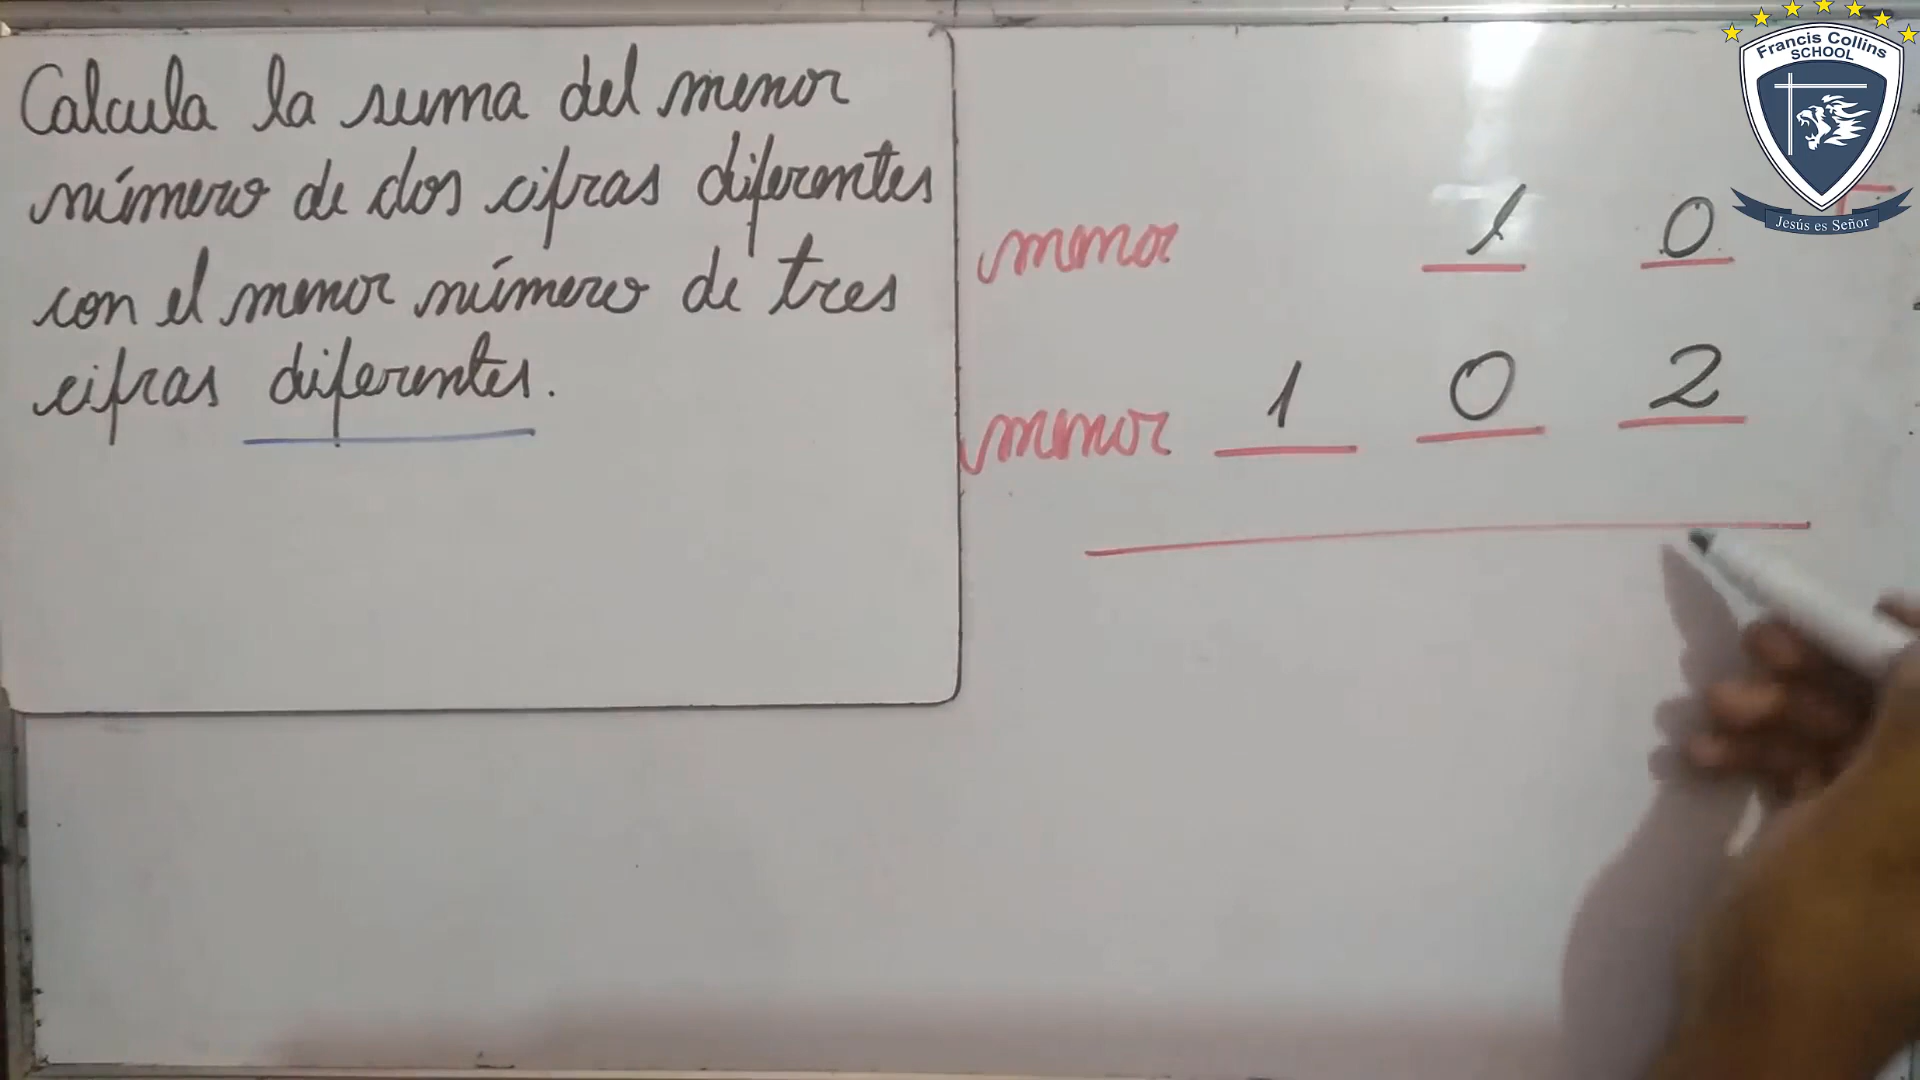 Calcula la suma del menor
número de dos cifras diferentes
con el menor número de tres
cifras diferentes.
menor 1 0 +
menor 1 0 2
Francis Collins
SCHOOL
Jesús es Señor